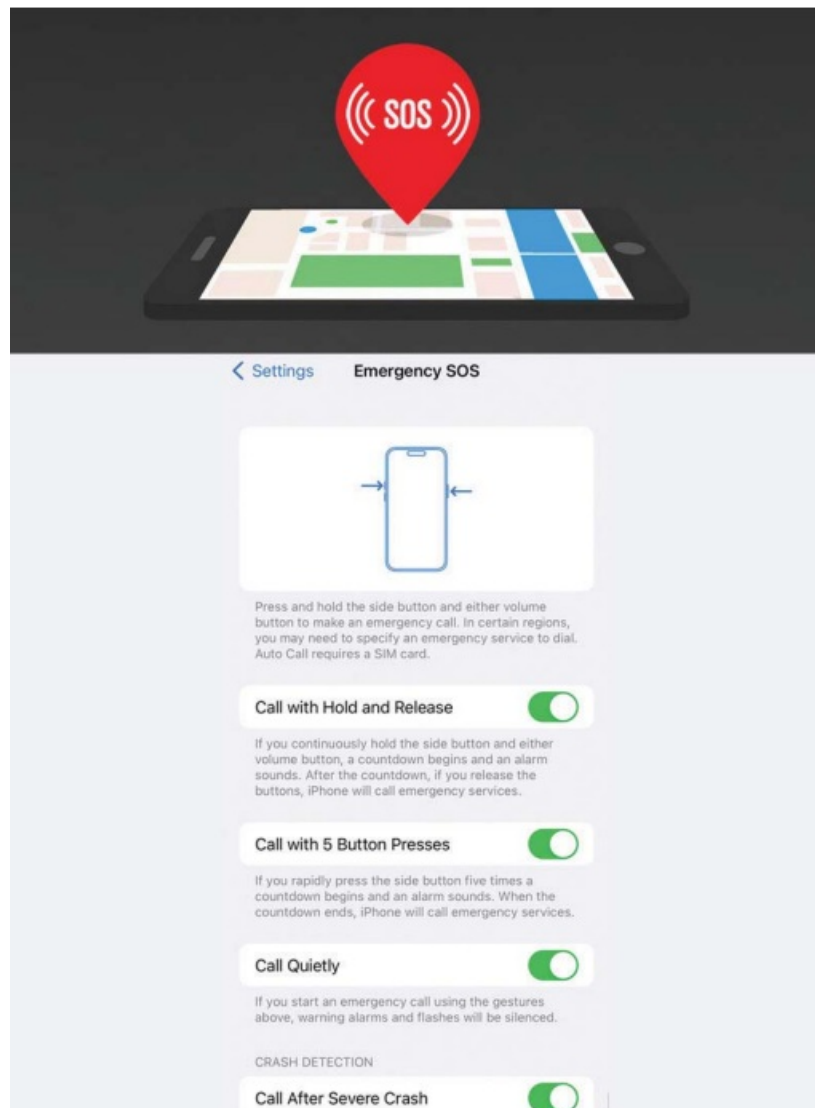 ((( SOS )))
Settings
Emergency SOS
Press and hold the side button and either volume
button to make an emergency call. In certain regions,
you may need to specify an emergency service to dial.
Auto Call requires a SIM card.
Call with Hold and Release
If you continuously hold the side button and either
volume button, a countdown begins and an alarm
sounds. After the countdown, if you release the
buttons, iPhone will call emergency services.
Call with 5 Button Presses
If you rapidly press the side button five times a
countdown begins and an alarm sounds. When the
countdown ends, iPhone will call emergency services.
Call Quietly
If you start an emergency call using the gestures
above, warning alarms and flashes will be silenced.
CRASH DETECTION
Call After Severe Crash